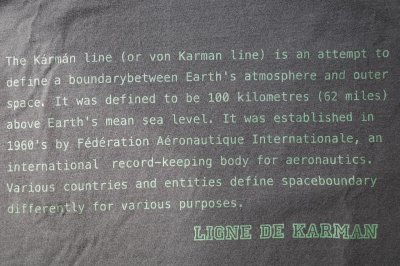 The Kármán line (or von Karman line) is an attempt to
define a boundarybetween Earth's atmosphere and outer
space. It was defined to be 100 kilometres (62 miles)
above Earth's mean sea level. It was established in
1960's by Fédération Aéronautique Internationale, an
international record-keeping body for aeronautics.
Various countries and entities define spaceboundary
differently for various purposes.
LIGNE DE KARMAN